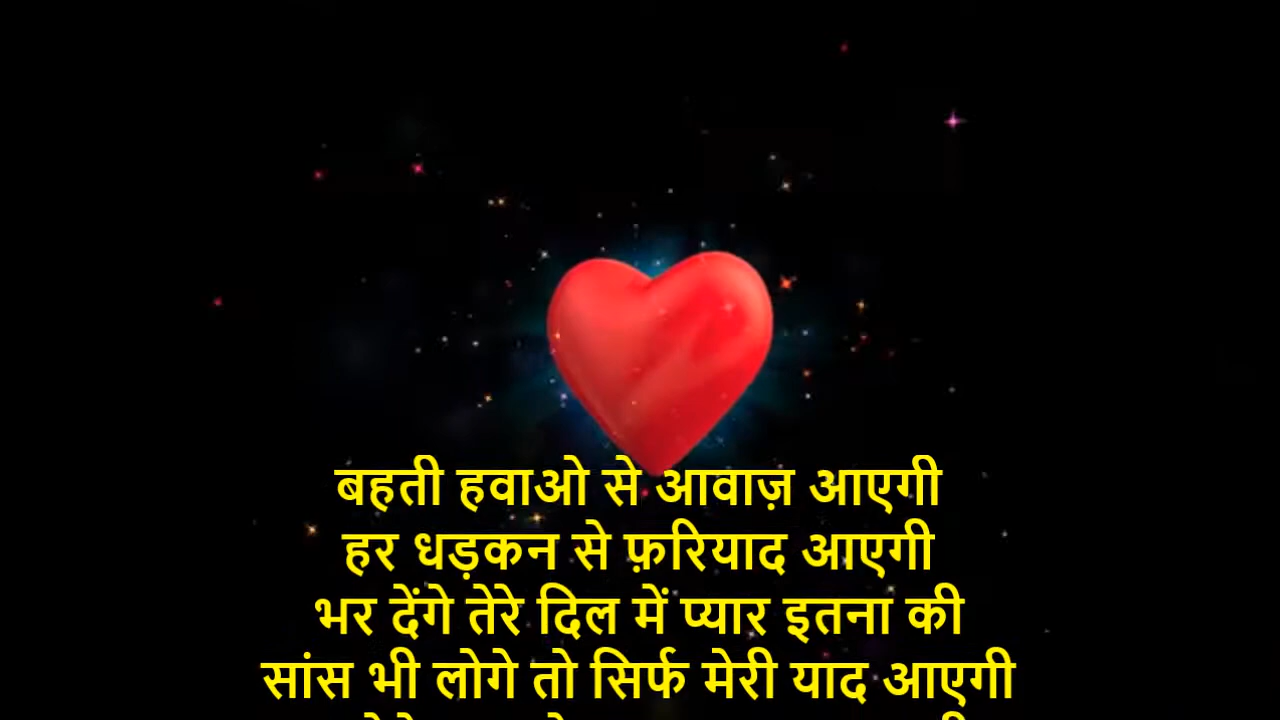 बहती हवाओ से आवाज़ आएगी
हर धड़कन से फ़रियाद आएगी
भर देंगे तेरे दिल में प्यार इतना की
सांस भी लोगे तो सिर्फ मेरी याद आएगी